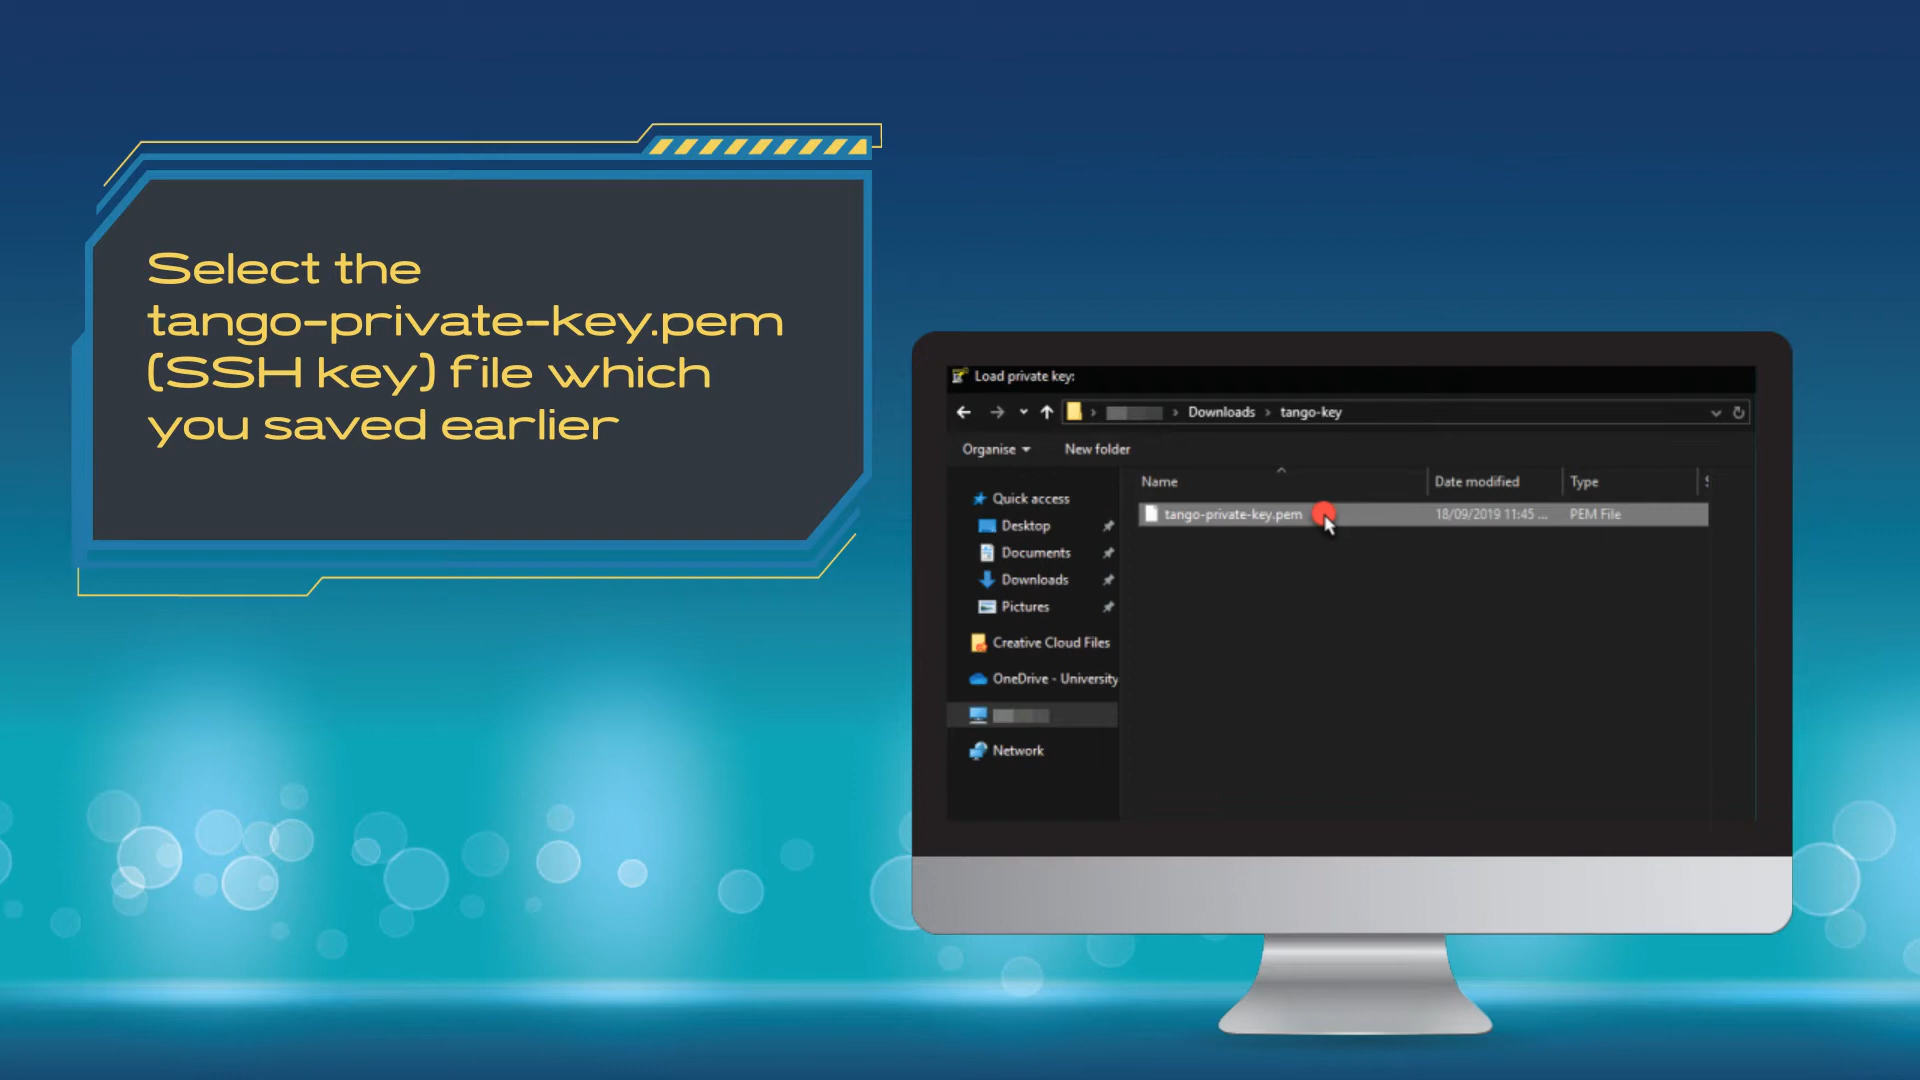 Select the
tango-private-key.pem
(SSH key) file which
you saved earlier
Load private key:
Downloads > tango-key
Organise New folder
Name Date modified Type
Quick access
tango-private-key.pem 18/09/2019 11:45 ... PEM File
Desktop
Documents
Downloads
Pictures
Creative Cloud Files
OneDrive - University
Network